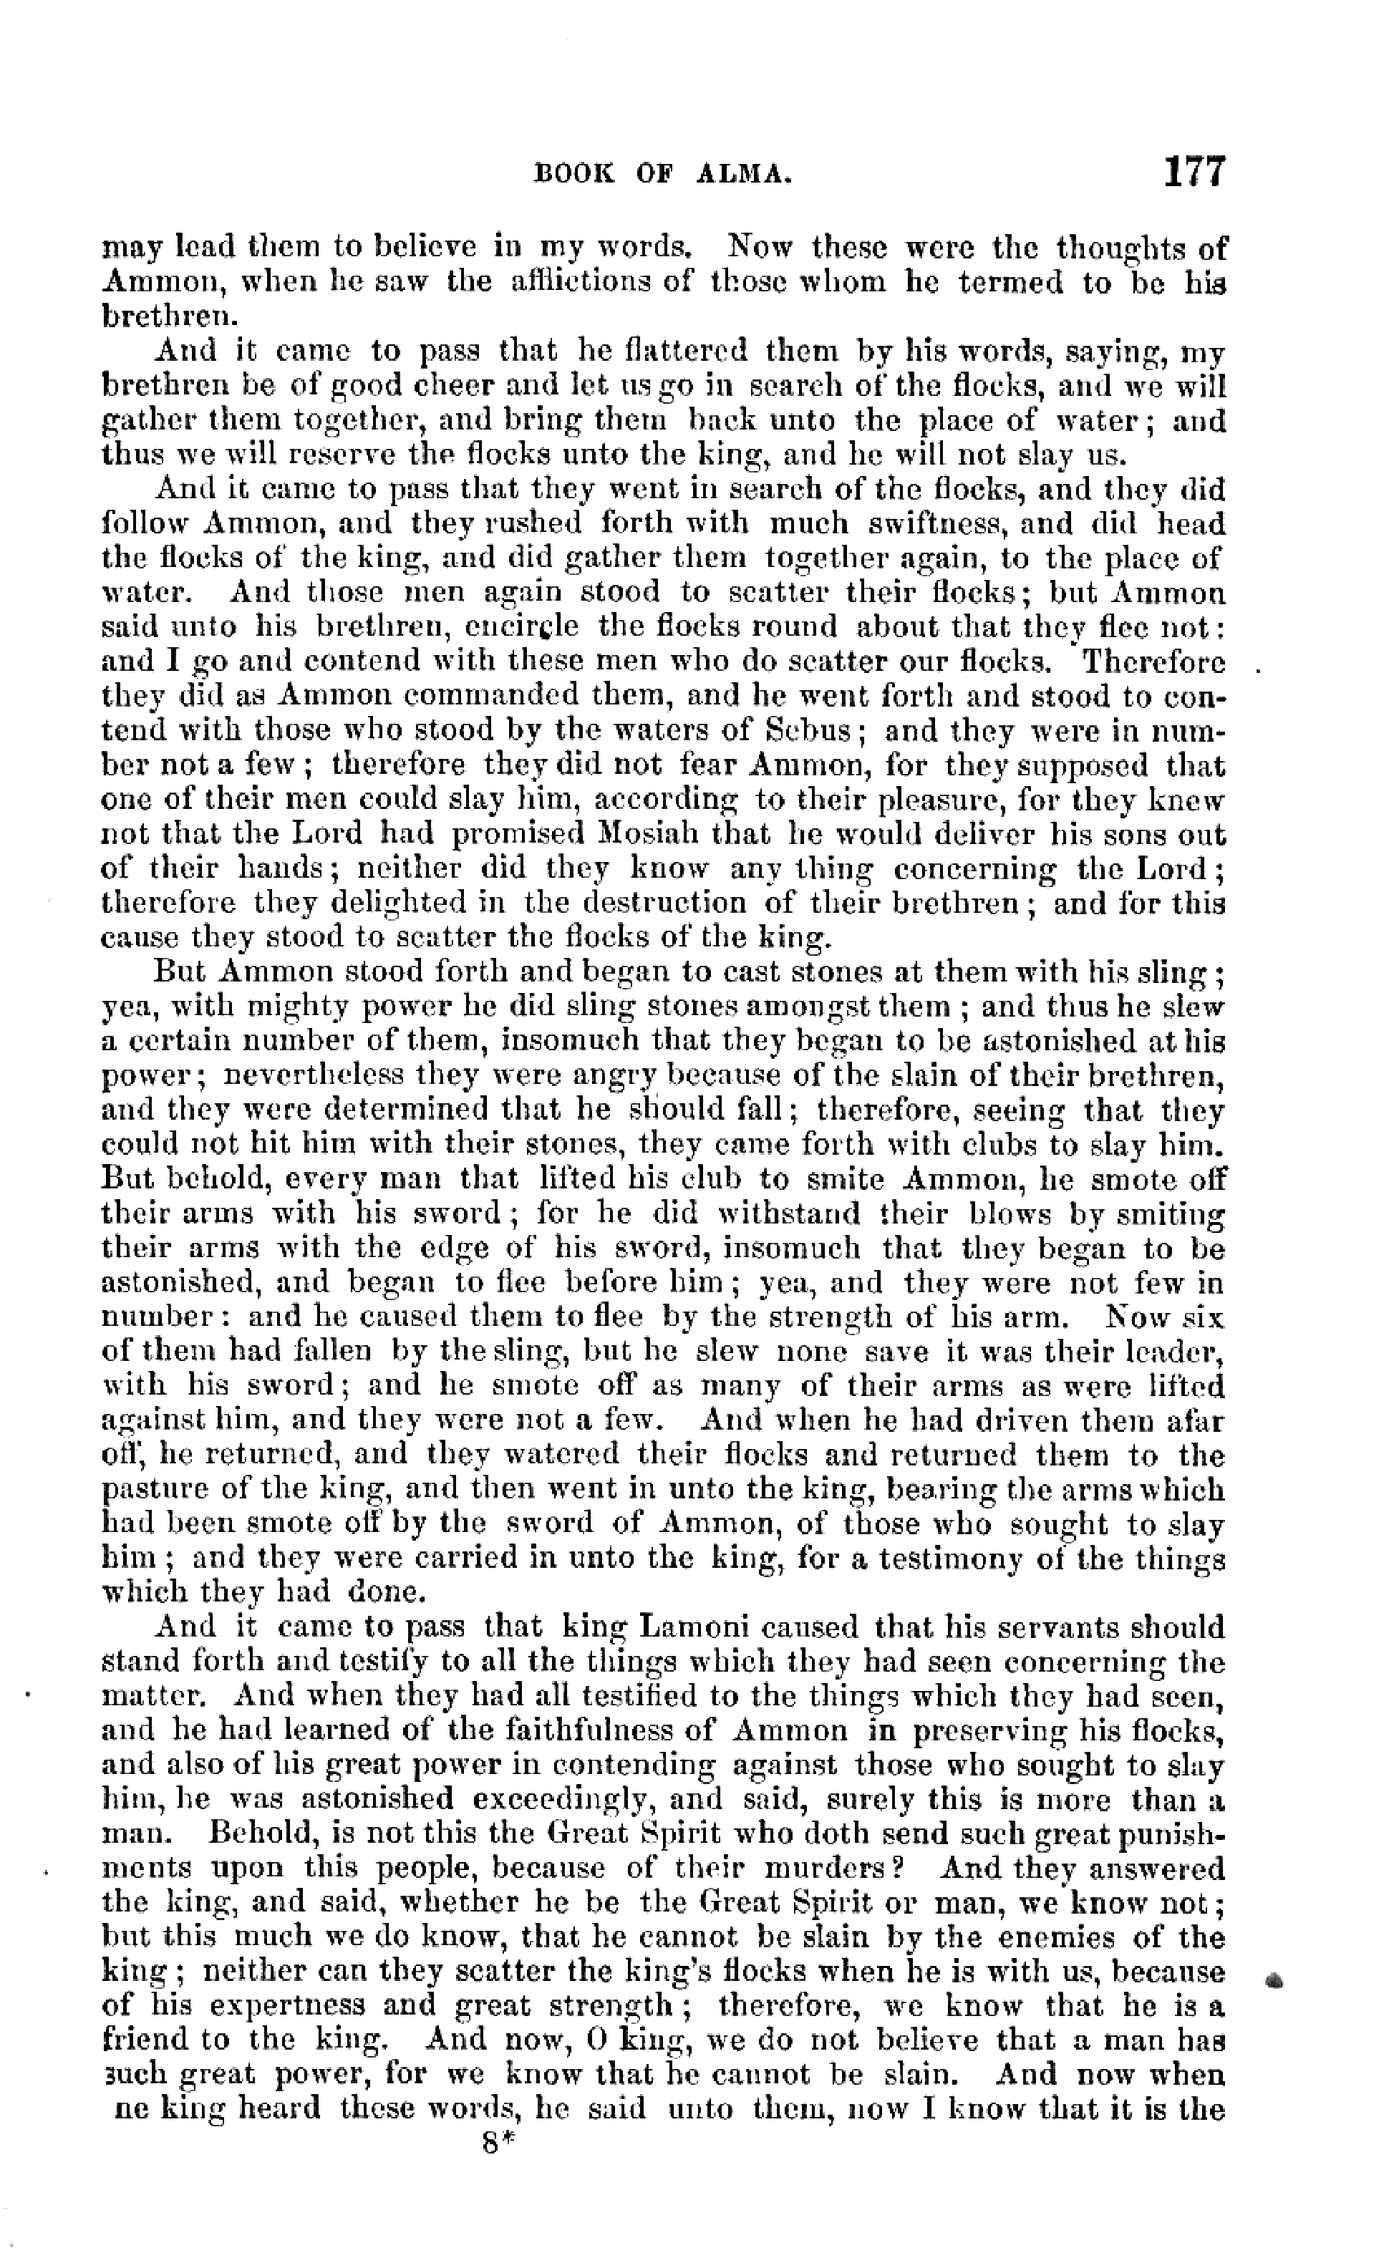 BOOK OF ALMA. 177
may lead them to believe in my words. Now these were the thoughts of
Ammon, when he saw the afflictions of those whom he termed to be his
brethren.
And it came to pass that he flattered them by his words, saying, my
brethren be of good cheer and let us go in search of the flocks, and we will
gather them together, and bring them back unto the place of water; and
thus we will reserve the flocks unto the king, and he will not slay us.
And it came to pass that they went in search of the flocks, and they did
follow Ammon, and they rushed forth with much swiftness, and did head
the flocks of the king, and did gather them together again, to the place of
water. And those men again stood to scatter their flocks; but Ammon
said unto his brethren, encircle the flocks round about that they flee not:
and I go and contend with these men who do scatter our flocks. Therefore
they did as Ammon commanded them, and he went forth and stood to con-
tend with those who stood by the waters of Sebus; and they were in num-
ber not a few; therefore they did not fear Ammon, for they supposed that
one of their men could slay him, according to their pleasure, for they knew
not that the Lord had promised Mosiah that he would deliver his sons out
of their hands; neither did they know any thing concerning the Lord;
therefore they delighted in the destruction of their brethren; and for this
cause they stood to scatter the flocks of the king.
But Ammon stood forth and began to cast stones at them with his sling;
yea, with mighty power he did sling stones amongst them; and thus he slew
a certain number of them, insomuch that they began to be astonished at his
power; nevertheless they were angry because of the slain of their brethren,
and they were determined that he should fall; therefore, seeing that they
could not hit him with their stones, they came forth with clubs to slay him.
But behold, every man that lifted his club to smite Ammon, he smote off
their arms with his sword; for he did withstand their blows by smiting
their arms with the edge of his sword, insomuch that they began to be
astonished, and began to flee before him; yea, and they were not few in
number: and he caused them to flee by the strength of his arm. Now six
of them had fallen by the sling, but he slew none save it was their leader,
with his sword; and he smote off as many of their arms as were lifted
against him, and they were not a few. And when he had driven them afar
off, he returned, and they watered their flocks and returned them to the
pasture of the king, and then went in unto the king, bearing the arms which
had been smote off by the sword of Ammon, of those who sought to slay
him; and they were carried in unto the king, for a testimony of the things
which they had done.
And it came to pass that king Lamoni caused that his servants should
stand forth and testify to all the things which they had seen concerning the
matter. And when they had all testified to the things which they had seen,
and he had learned of the faithfulness of Ammon in preserving his flocks,
and also of his great power in contending against those who sought to slay
him, he was astonished exceedingly, and said, surely this is more than a
man. Behold, is not this the Great Spirit who doth send such great punish-
ments upon this people, because of their murders? And they answered
the king, and said, whether he be the Great Spirit or man, we know not;
but this much we do know, that he cannot be slain by the enemies of the
king; neither can they scatter the king's flocks when he is with us, because
of his expertness and great strength; therefore, we know that he is a
friend to the king. And now, O king, we do not believe that a man has
such great power, for we know that he cannot be slain. And now when
he king heard these words, he said unto them, now I know that it is the
8*